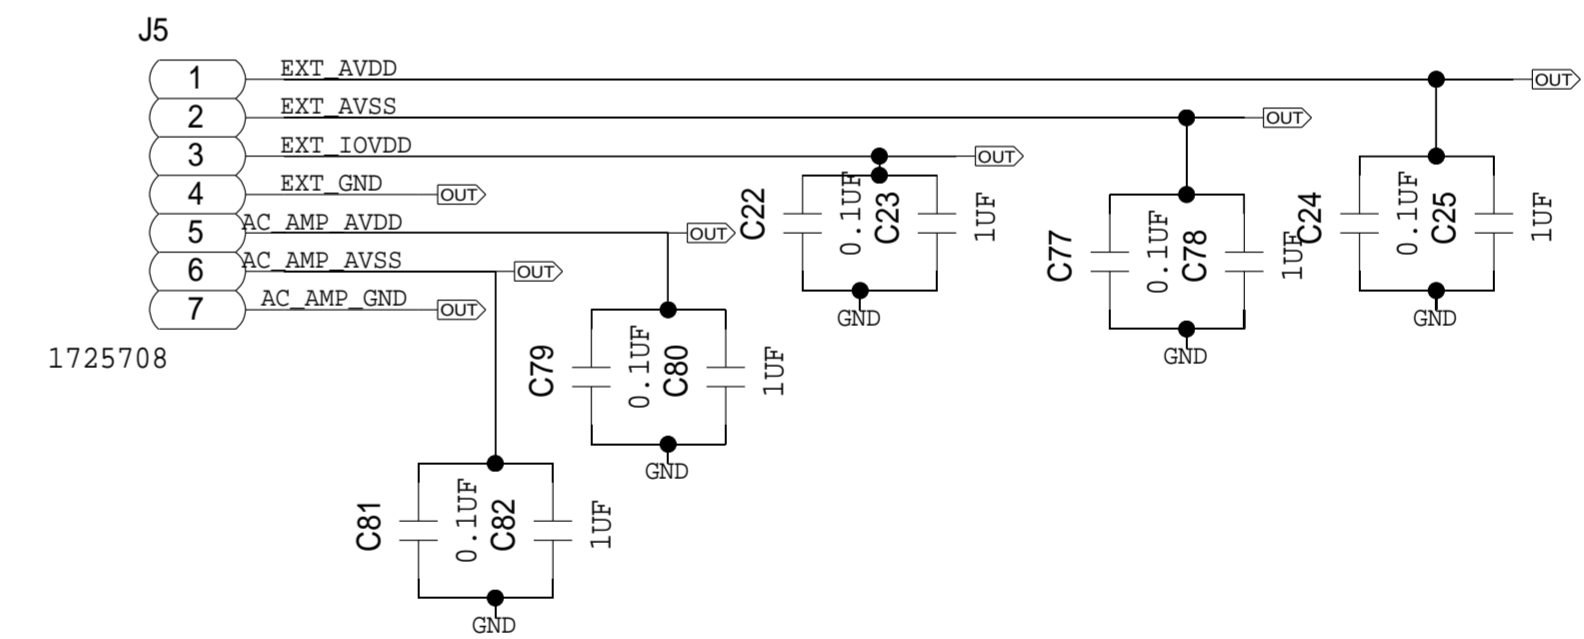 J5
1 EXT_AVDD OUT
2 EXT_AVSS OUT
3 EXT_IOVDD OUT
4 EXT_GND OUT
5 AC_AMP_AVDD OUT
6 AC_AMP_AVSS OUT
7 AC_AMP_GND OUT
1725708
C22 0.1UF C23 1UF
GND
C77 0.1UF C78 1UF
GND
C24 0.1UF C25 1UF
GND
C79 0.1UF C80 1UF
GND
C81 0.1UF C82 1UF
GND